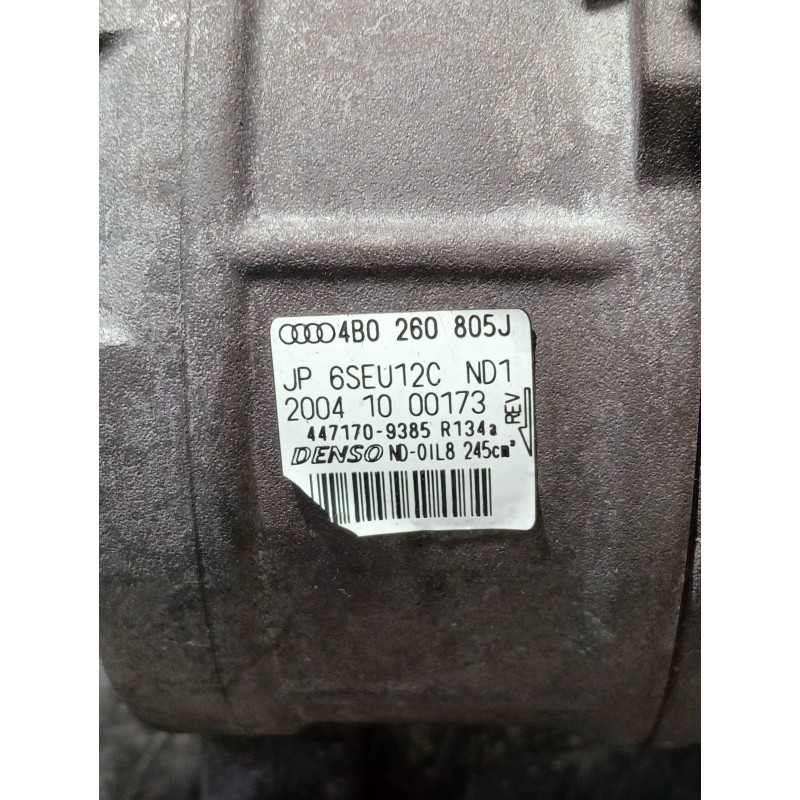 4B0 260 805J
JP 6SEU12C ND1
2004 10 00173
REV
447170-9385 R134a
DENSO ND-OIL8 245cm³